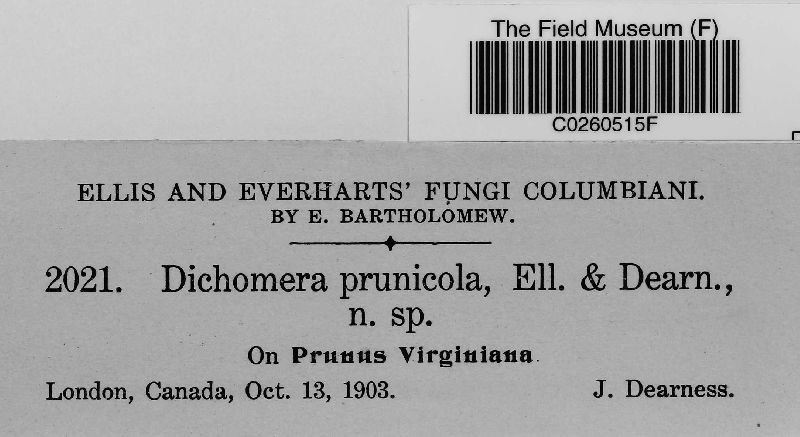 The Field Museum (F)
C0260515F
ELLIS AND EVERHARTS' FUNGI COLUMBIANI.
BY E. BARTHOLOMEW.
2021. Dichomera prunicola, Ell. & Dearn.,
n. sp.
On Prunus Virginiana.
London, Canada, Oct. 13, 1903. J. Dearness.